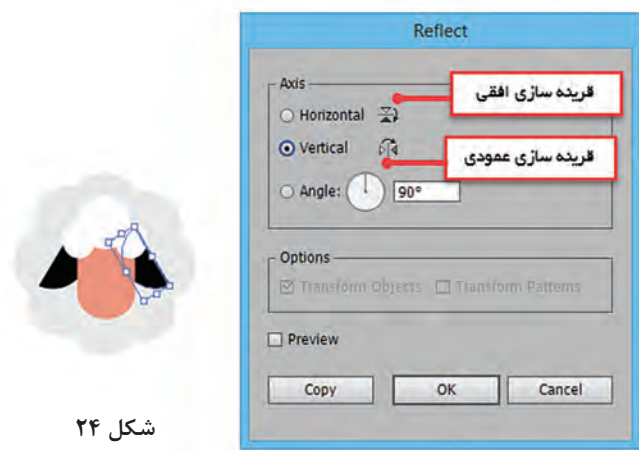 Reflect
Axis
قرینه سازی افقی
Horizontal
Vertical
قرینه سازی عمودی
Angle: 90°
Options
Transform Objects Transform Patterns
Preview
Copy OK Cancel
شکل ۲۴